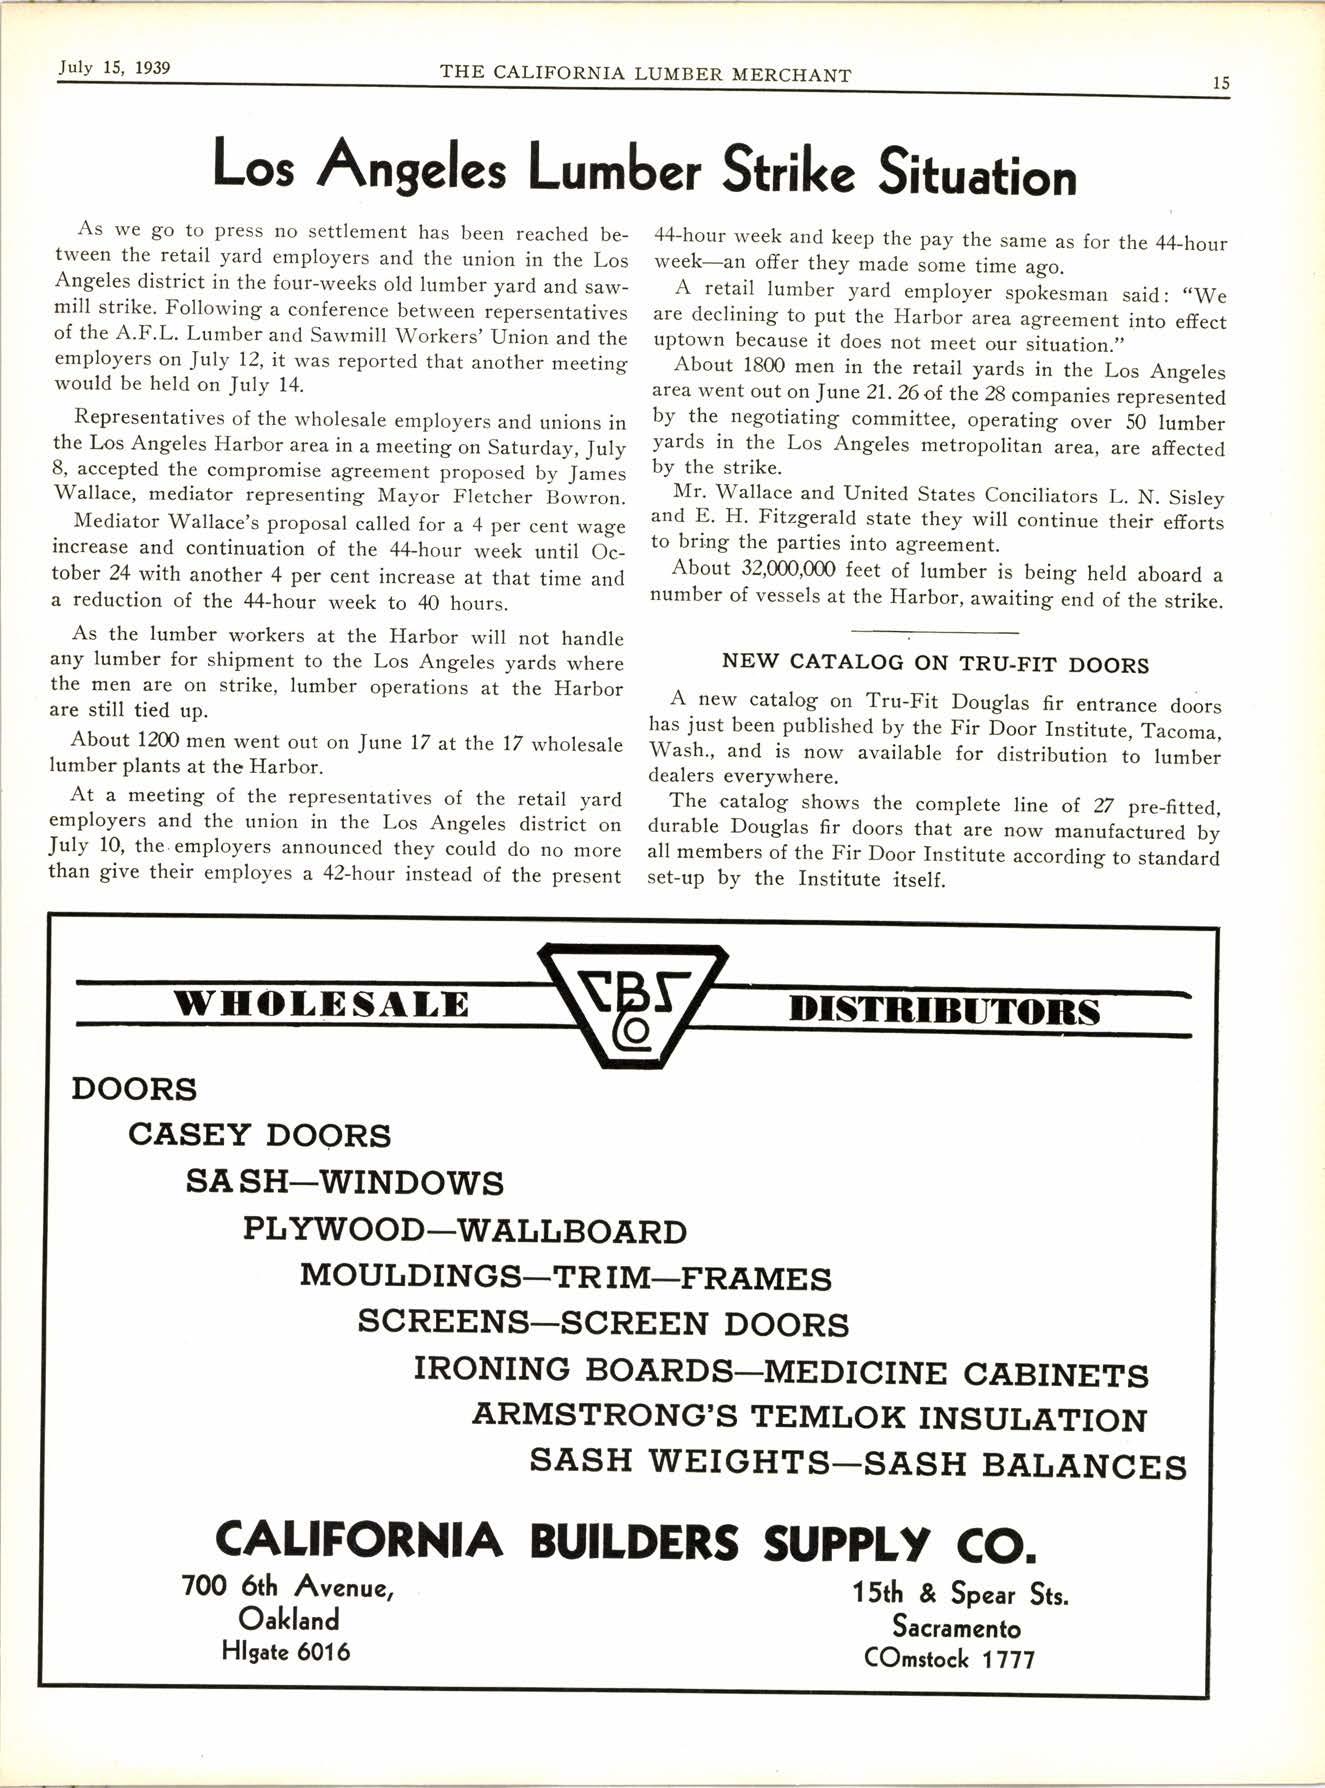 July 15, 1939
THE CALIFORNIA LUMBER MERCHANT
15
Los Angeles Lumber Strike Situation
As we go to press no settlement has been reached be-
tween the retail yard employers and the union in the Los
Angeles district in the four-weeks old lumber yard and saw-
mill strike. Following a conference between repersentatives
of the A.F.L. Lumber and Sawmill Workers' Union and the
employers on July 12, it was reported that another meeting
would be held on July 14.
Representatives of the wholesale employers and unions in
the Los Angeles Harbor area in a meeting on Saturday, July
8, accepted the compromise agreement proposed by James
Wallace, mediator representing Mayor Fletcher Bowron.
Mediator Wallace's proposal called for a 4 per cent wage
increase and continuation of the 44-hour week until Oc-
tober 24 with another 4 per cent increase at that time and
a reduction of the 44-hour week to 40 hours.
As the lumber workers at the Harbor will not handle
any lumber for shipment to the Los Angeles yards where
the men are on strike, lumber operations at the Harbor
are still tied up.
About 1200 men went out on June 17 at the 17 wholesale
lumber plants at the Harbor.
At a meeting of the representatives of the retail yard
employers and the union in the Los Angeles district on
July 10, the employers announced they could do no more
than give their employes a 42-hour instead of the present
44-hour week and keep the pay the same as for the 44-hour
week—an offer they made some time ago.
A retail lumber yard employer spokesman said: “We
are declining to put the Harbor area agreement into effect
uptown because it does not meet our situation.”
About 1800 men in the retail yards in the Los Angeles
area went out on June 21. 26 of the 28 companies represented
by the negotiating committee, operating over 50 lumber
yards in the Los Angeles metropolitan area, are affected
by the strike.
Mr. Wallace and United States Conciliators L. N. Sisley
and E. H. Fitzgerald state they will continue their efforts
to bring the parties into agreement.
About 32,000,000 feet of lumber is being held aboard a
number of vessels at the Harbor, awaiting end of the strike.
NEW CATALOG ON TRU-FIT DOORS
A new catalog on Tru-Fit Douglas fir entrance doors
has just been published by the Fir Door Institute, Tacoma,
Wash., and is now available for distribution to lumber
dealers everywhere.
The catalog shows the complete line of 27 pre-fitted,
durable Douglas fir doors that are now manufactured by
all members of the Fir Door Institute according to standard
set-up by the Institute itself.
WHOLESALE
CBS
Co
DISTRIBUTORS
DOORS
CASEY DOORS
SASH—WINDOWS
PLYWOOD—WALLBOARD
MOULDINGS—TRIM—FRAMES
SCREENS—SCREEN DOORS
IRONING BOARDS—MEDICINE CABINETS
ARMSTRONG'S TEMLOK INSULATION
SASH WEIGHTS—SASH BALANCES
CALIFORNIA BUILDERS SUPPLY CO.
700 6th Avenue,
Oakland
HIgate 6016
15th & Spear Sts.
Sacramento
COmstock 1777